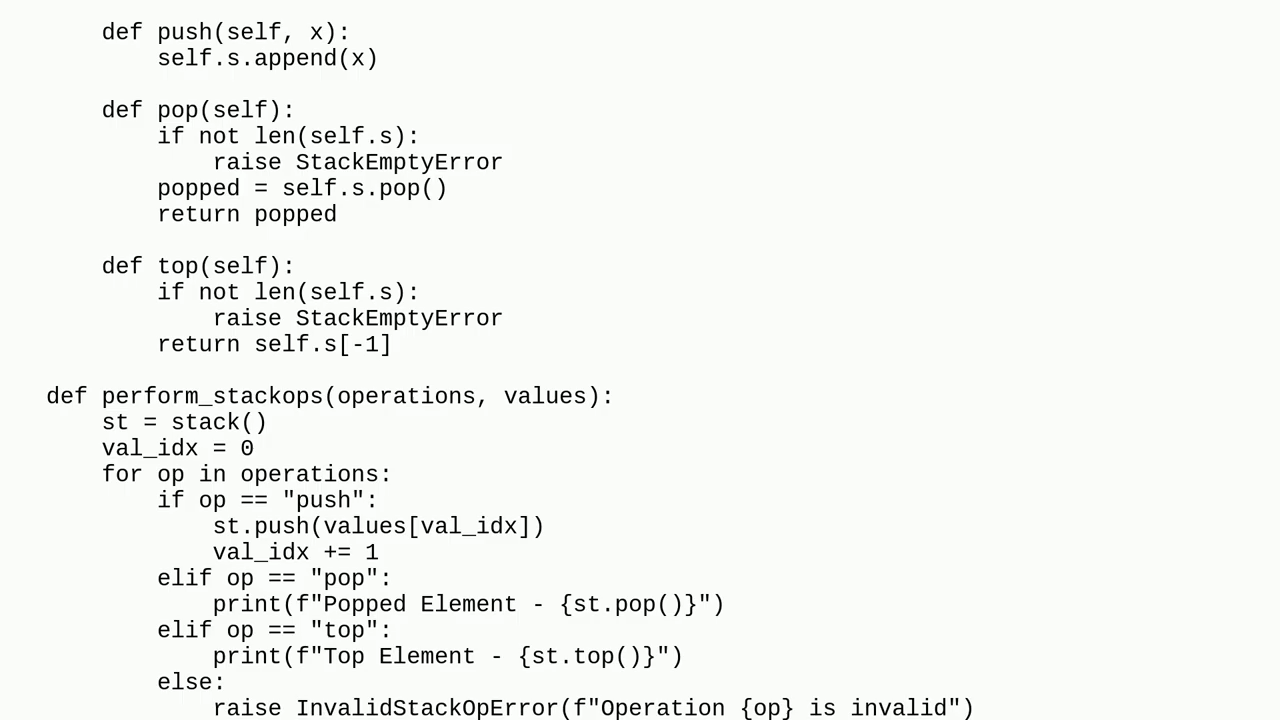 def push(self, x):
self.s.append(x)
def pop(self):
if not len(self.s):
raise StackEmptyError
popped = self.s.pop()
return popped
def top(self):
if not len(self.s):
raise StackEmptyError
return self.s[-1]
def perform_stackops(operations, values):
st = stack()
val_idx = 0
for op in operations:
if op == "push":
st.push(values[val_idx])
val_idx += 1
elif op == "pop":
print(f"Popped Element - {st.pop()}")
elif op == "top":
print(f"Top Element - {st.top()}")
else:
raise InvalidStackOpError(f"Operation {op} is invalid")